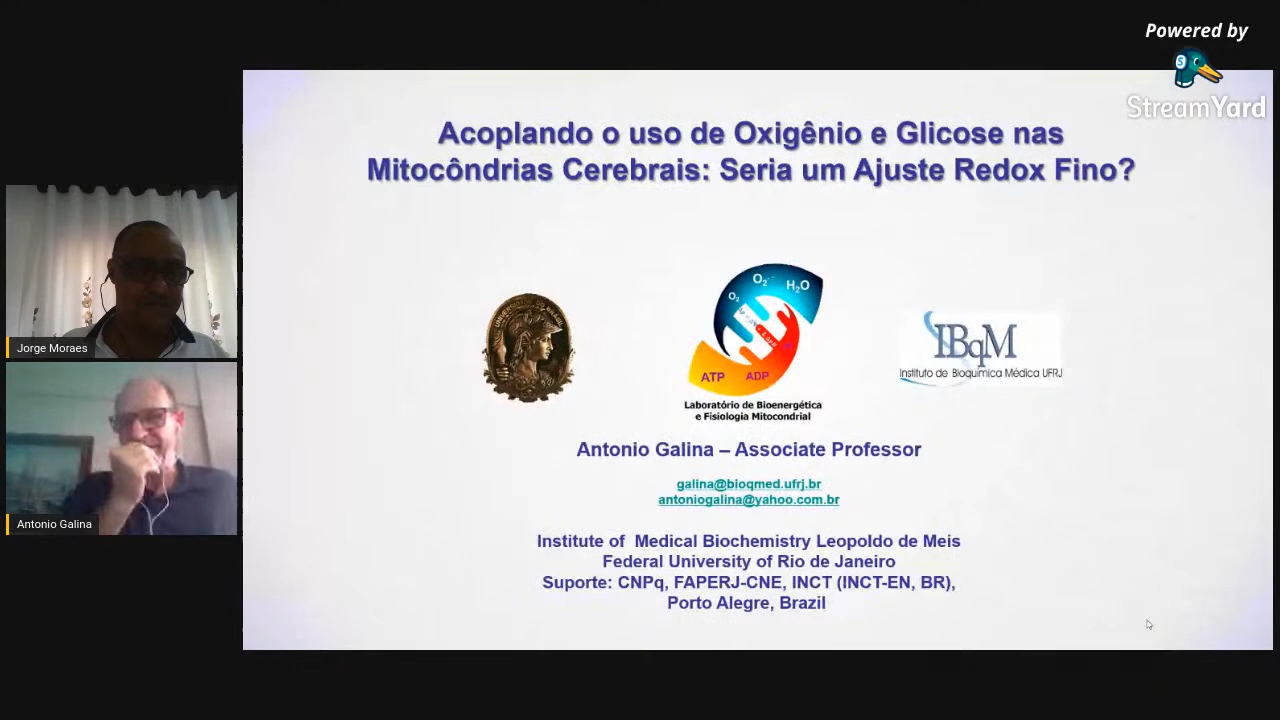 Powered by
StreamYard
Acoplando o uso de Oxigênio e Glicose nas
Mitocôndrias Cerebrais: Seria um Ajuste Redox Fino?
O₂
O₂·⁻
H₂O
ATP
ADP
Laboratório de Bioenergética
e Fisiologia Mitocondrial
IBqM
Instituto de Bioquímica Médica UFRJ
Antonio Galina – Associate Professor
galina@bioqmed.ufrj.br
antoniogalina@yahoo.com.br
Institute of Medical Biochemistry Leopoldo de Meis
Federal University of Rio de Janeiro
Suporte: CNPq, FAPERJ-CNE, INCT (INCT-EN, BR),
Porto Alegre, Brazil
Jorge Moraes
Antonio Galina